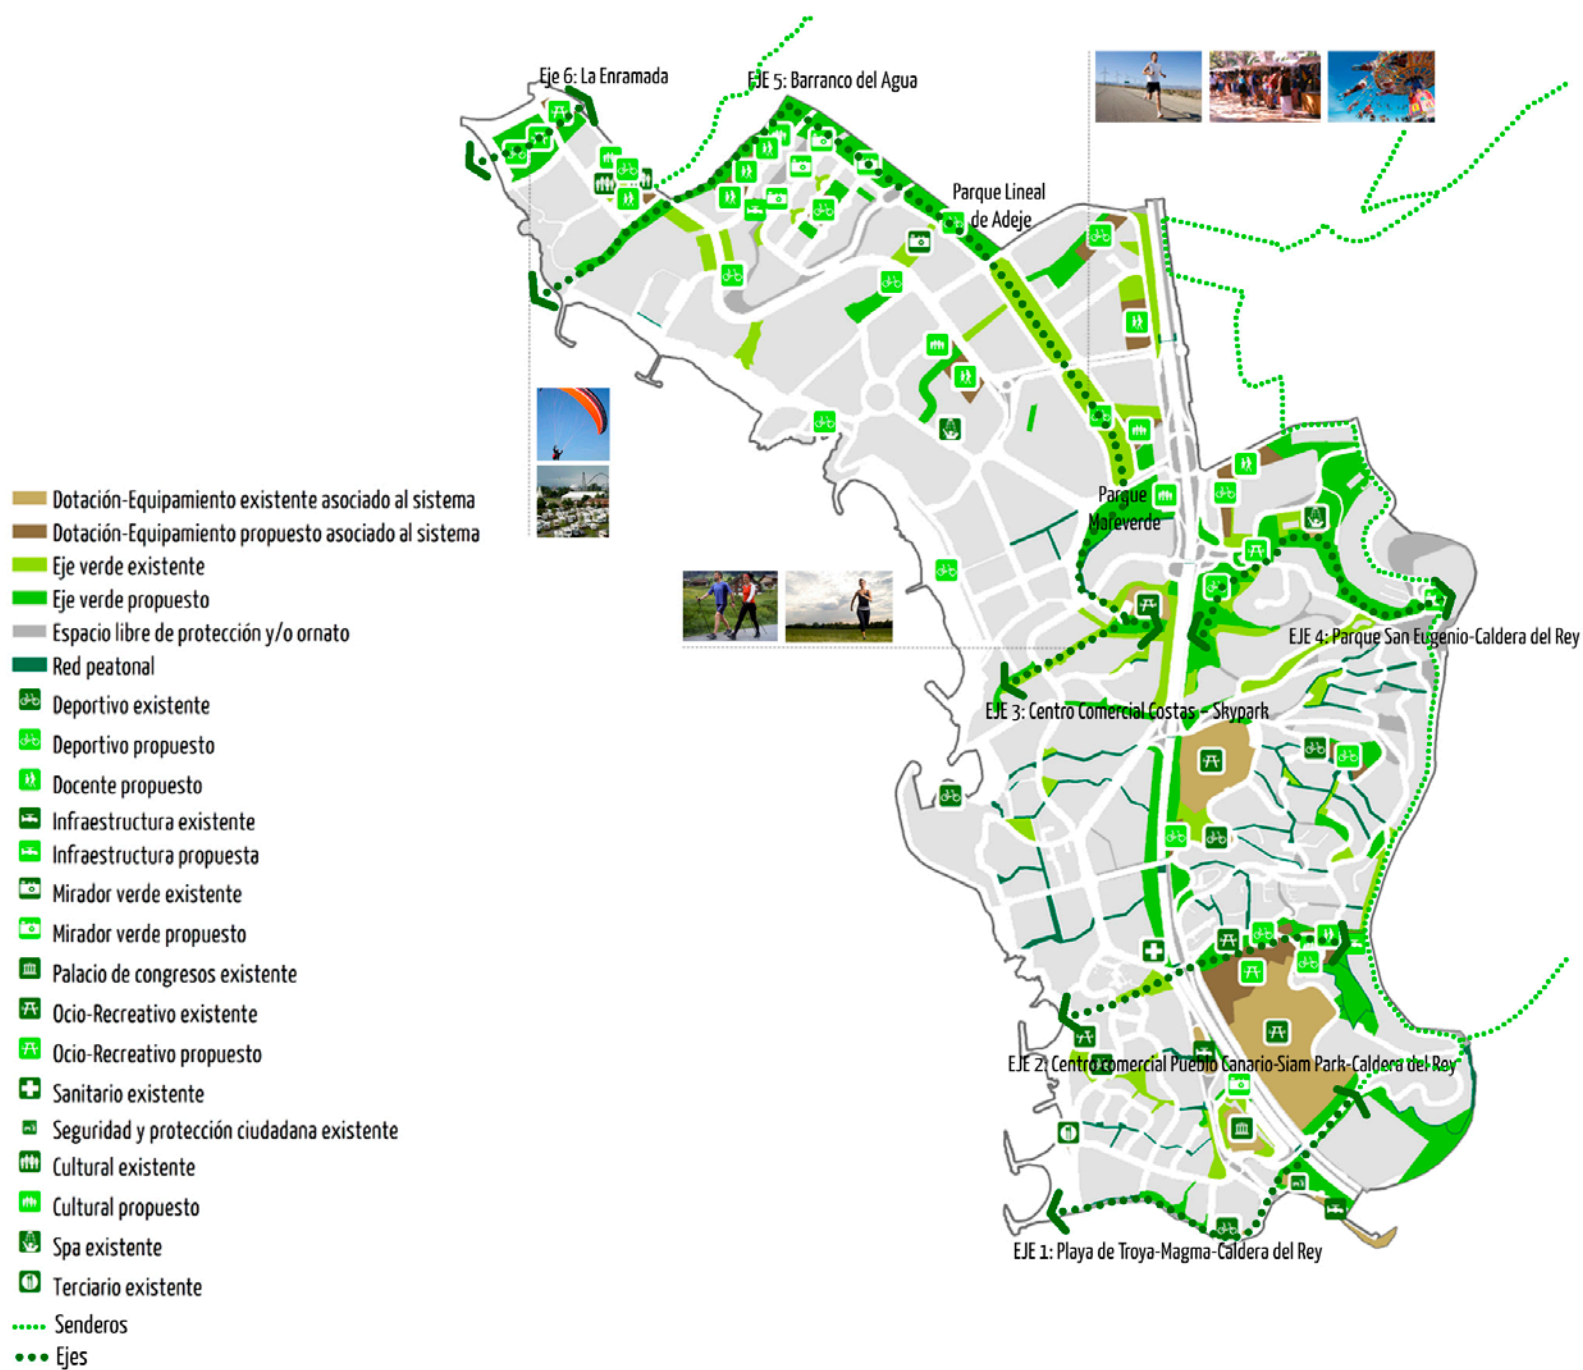 Eje 6: La Enramada
EJE 5: Barranco del Agua
Parque Lineal
de Adeje
Parque
Mareverde
EJE 4: Parque San Eugenio-Caldera del Rey
EJE 3: Centro Comercial Costas - Skypark
EJE 2: Centro comercial Pueblo Canario-Siam Park-Caldera del Rey
EJE 1: Playa de Troya-Magma-Caldera del Rey
Dotación-Equipamiento existente asociado al sistema
Dotación-Equipamiento propuesto asociado al sistema
Eje verde existente
Eje verde propuesto
Espacio libre de protección y/o ornato
Red peatonal
Deportivo existente
Deportivo propuesto
Docente propuesto
Infraestructura existente
Infraestructura propuesta
Mirador verde existente
Mirador verde propuesto
Palacio de congresos existente
Ocio-Recreativo existente
Ocio-Recreativo propuesto
Sanitario existente
Seguridad y protección ciudadana existente
Cultural existente
Cultural propuesto
Spa existente
Terciario existente
Senderos
Ejes